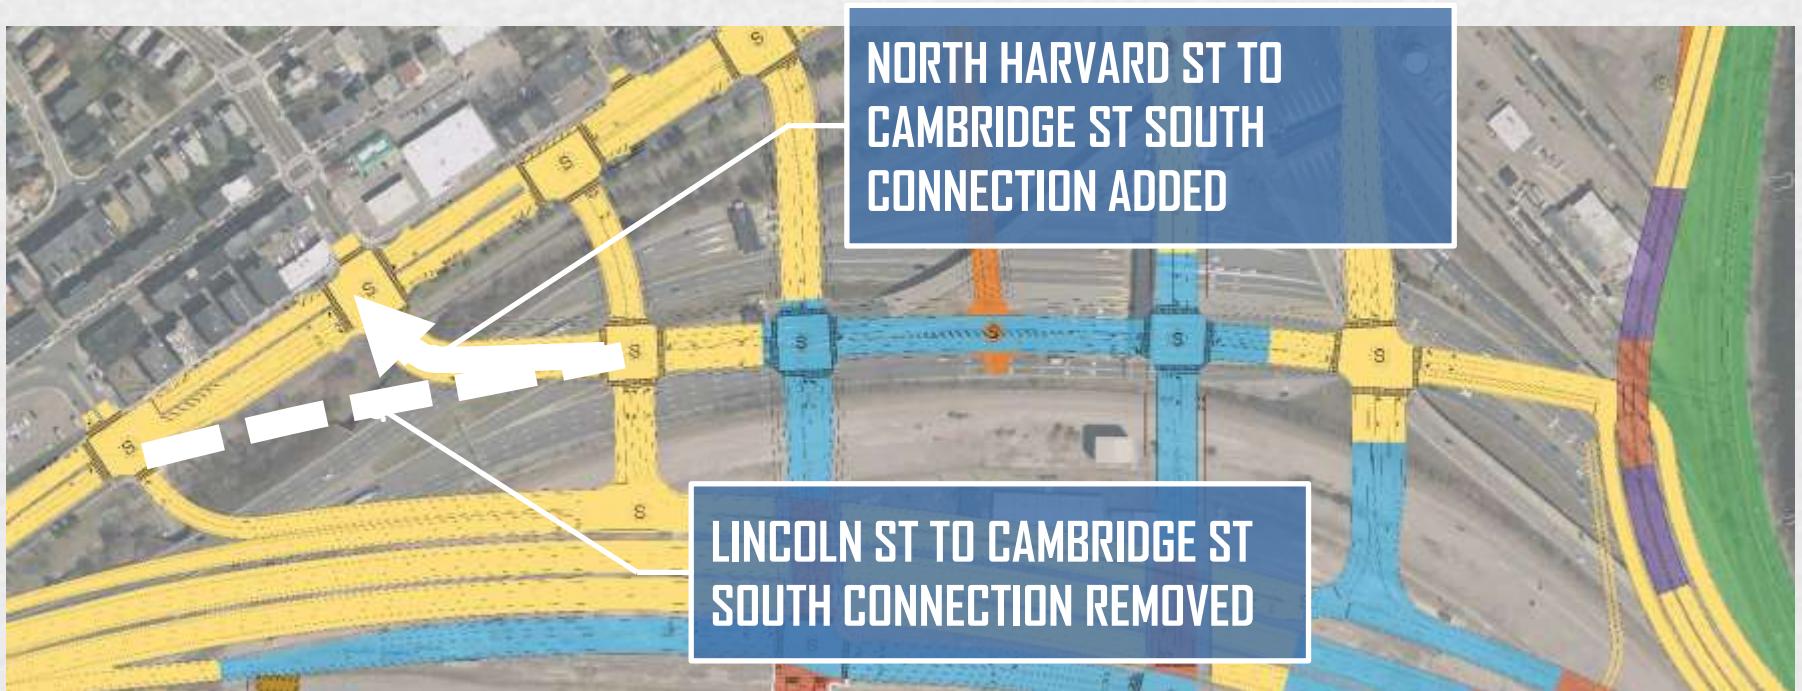 NORTH HARVARD ST TO
CAMBRIDGE ST SOUTH
CONNECTION ADDED
S
S
S
S
S
S
S
S
S
S
LINCOLN ST TO CAMBRIDGE ST
SOUTH CONNECTION REMOVED